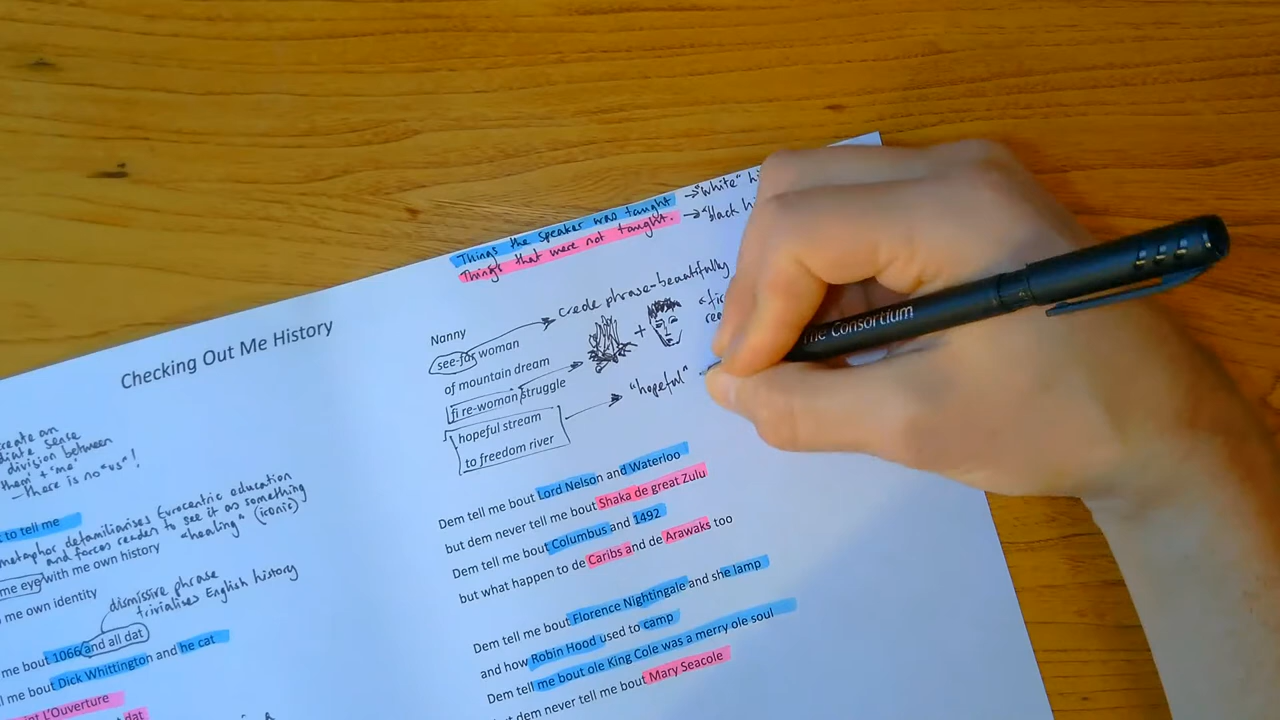 Things the speaker was taught → "white" hi
Things that were not taught. → "black hi
Checking Out Me History
create an
diate sense
division between
them + "me"
- there is no "us"!
to tell me
metaphor defamiliarises Eurocentric education
and forces reader to see it as something
"healing" (iconic)
me eye with me own history
me own identity
dismissive phrase
trivialises English history
me bout 1066 and all dat
me bout Dick Whittington and he cat
int L'Ouverture
dat
Nanny
see-far woman
of mountain dream
fire-woman struggle
hopeful stream
to freedom river
crede phrase-beautifully
+
"hopeful"
Dem tell me bout Lord Nelson and Waterloo
but dem never tell me bout Shaka de great Zulu
Dem tell me bout Columbus and 1492
but what happen to de Caribs and de Arawaks too
Dem tell me bout Florence Nightingale and she lamp
and how Robin Hood used to camp
Dem tell me bout ole King Cole was a merry ole soul
but dem never tell me bout Mary Seacole
The Consortium